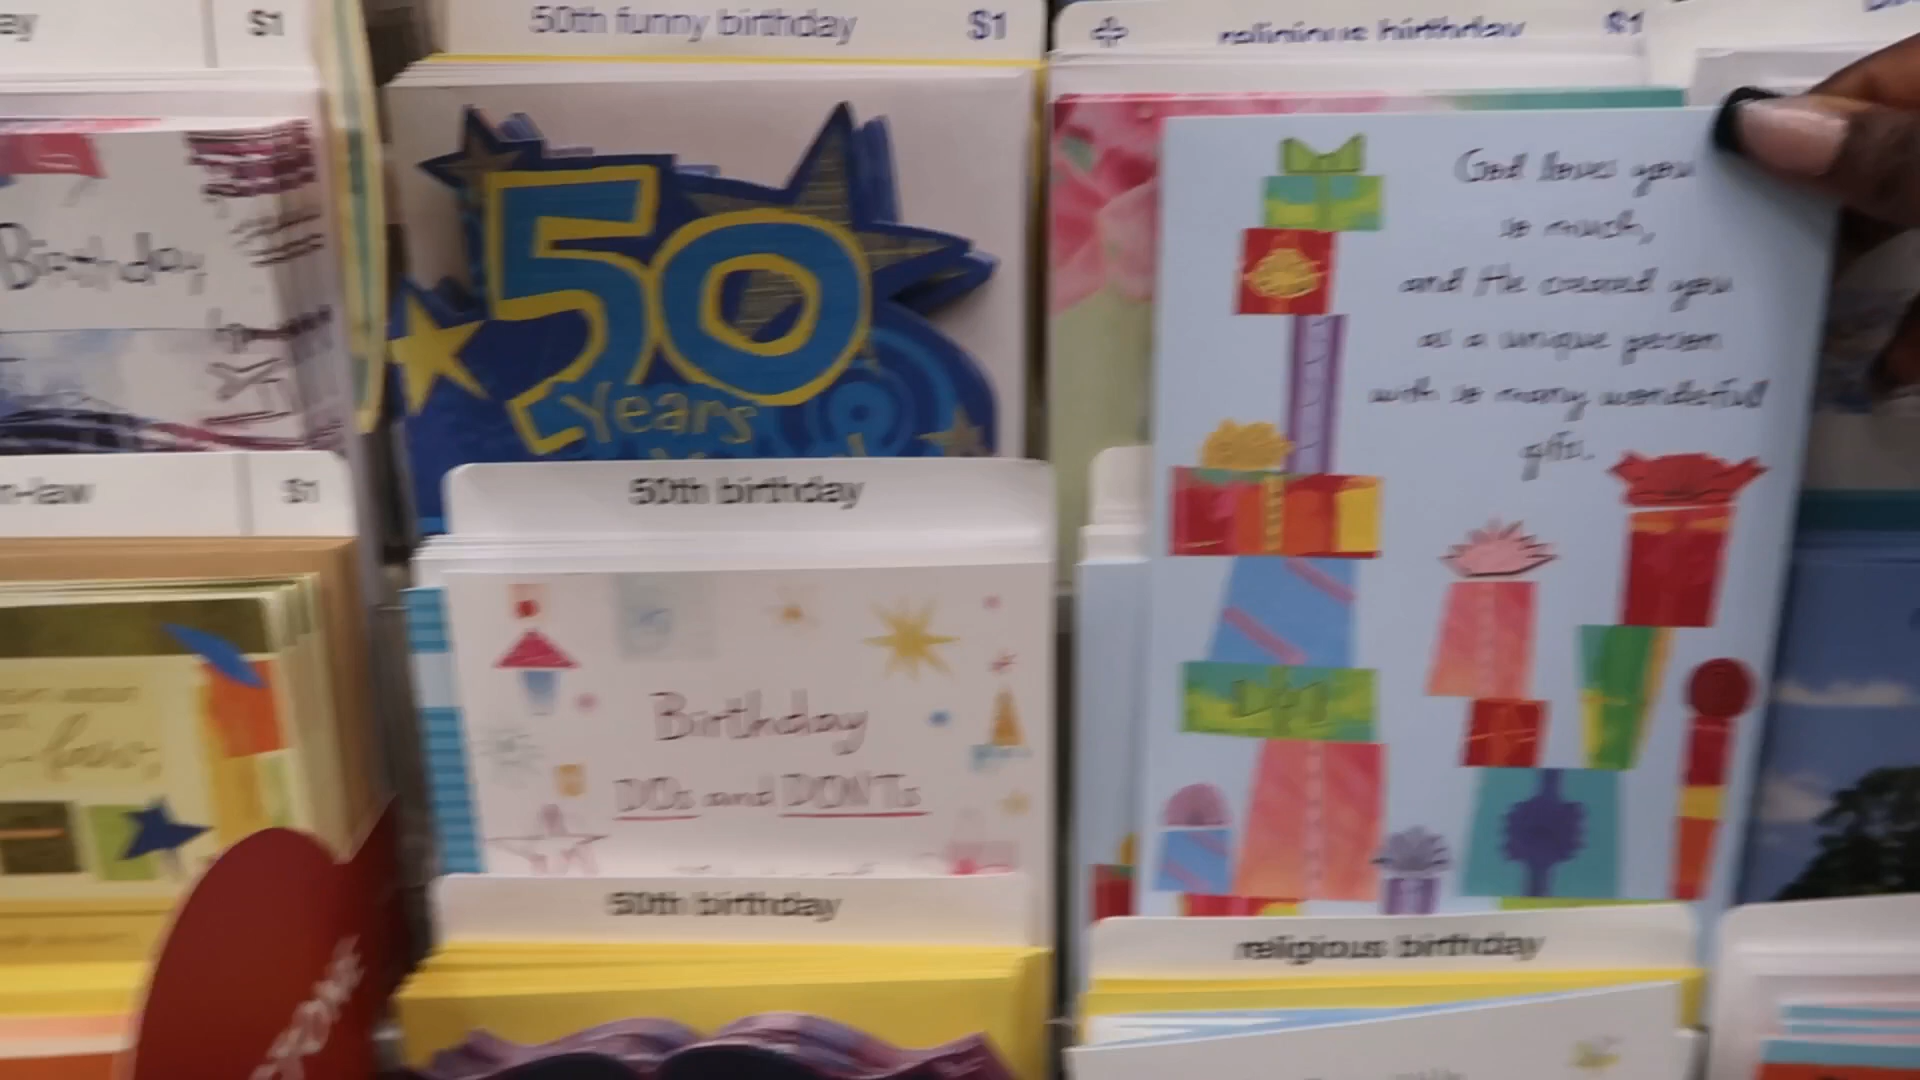 $1
50th funny birthday $1
religious birthday $1
Birthday
50
Years
God loves you
so much,
and He created you
as a unique person
with so many wonderful
gifts.
n-law $1
50th birthday
Birthday
DOs and DON'Ts
50th birthday
religious birthday